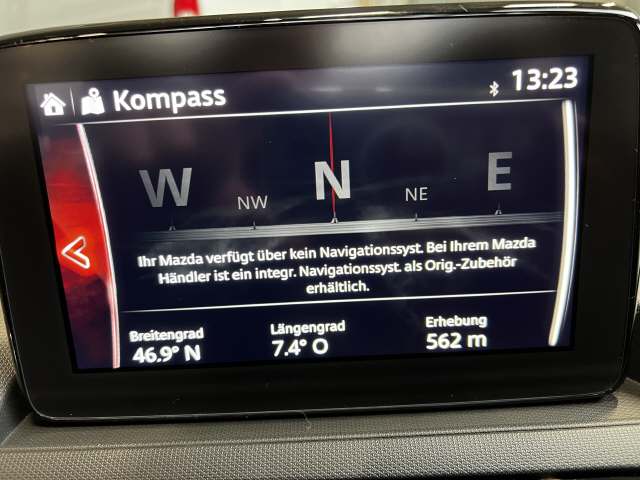 Kompass
13:23
W NW N NE E
Ihr Mazda verfügt über kein Navigationssyst. Bei Ihrem Mazda
Händler ist ein integr. Navigationssyst. als Orig.-Zubehör
erhältlich.
Breitengrad Längengrad Erhebung
46.9° N 7.4° O 562 m